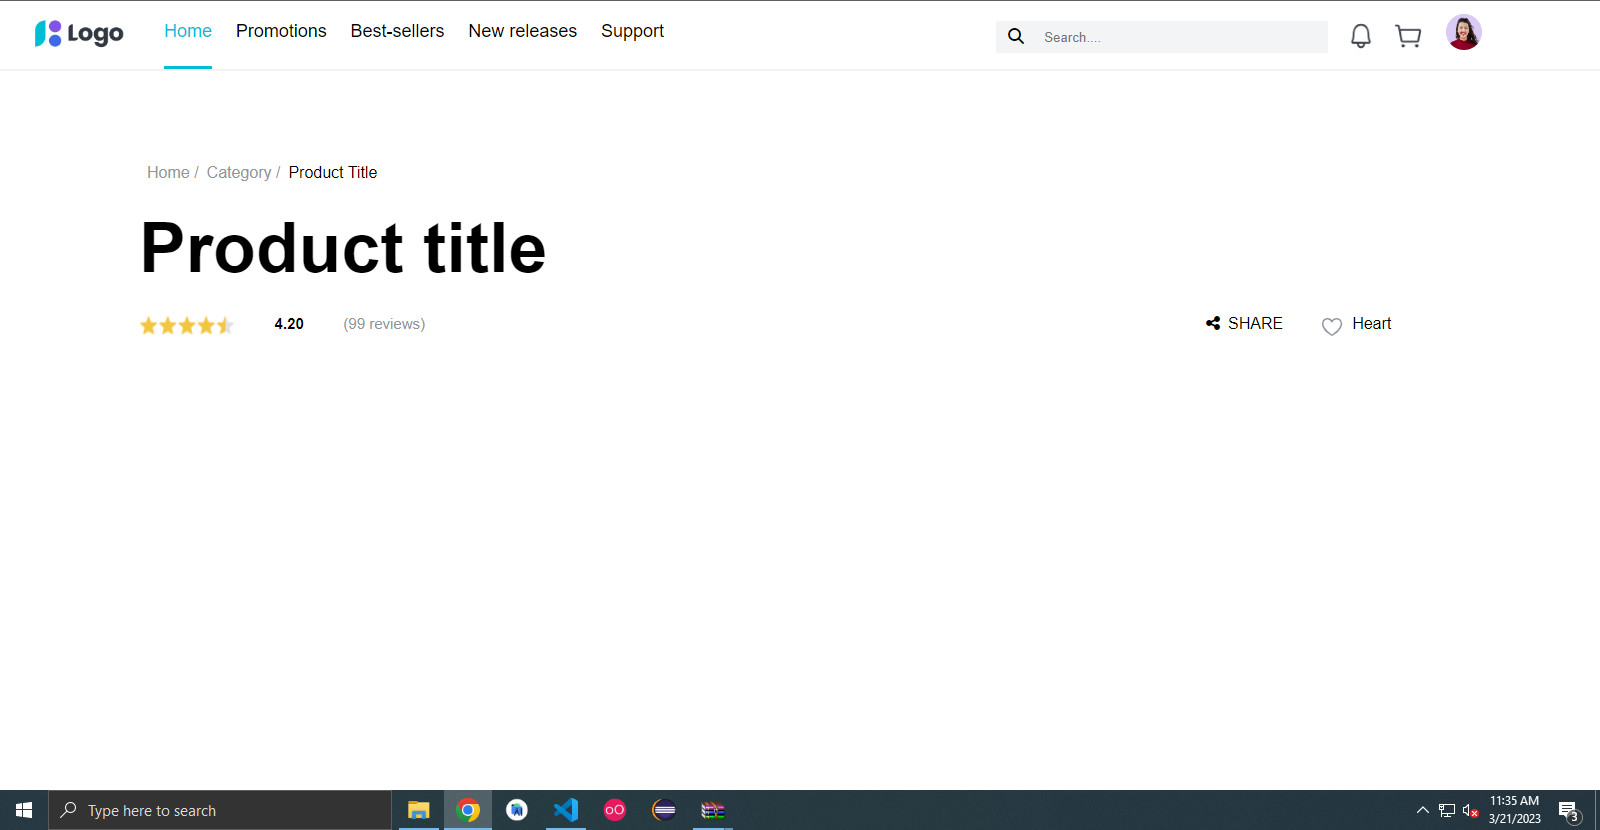 Logo Home Promotions Best-sellers New releases Support Search....
Home / Category / Product Title
Product title
4.20 (99 reviews) SHARE Heart
Type here to search
11:35 AM
3/21/2023
3